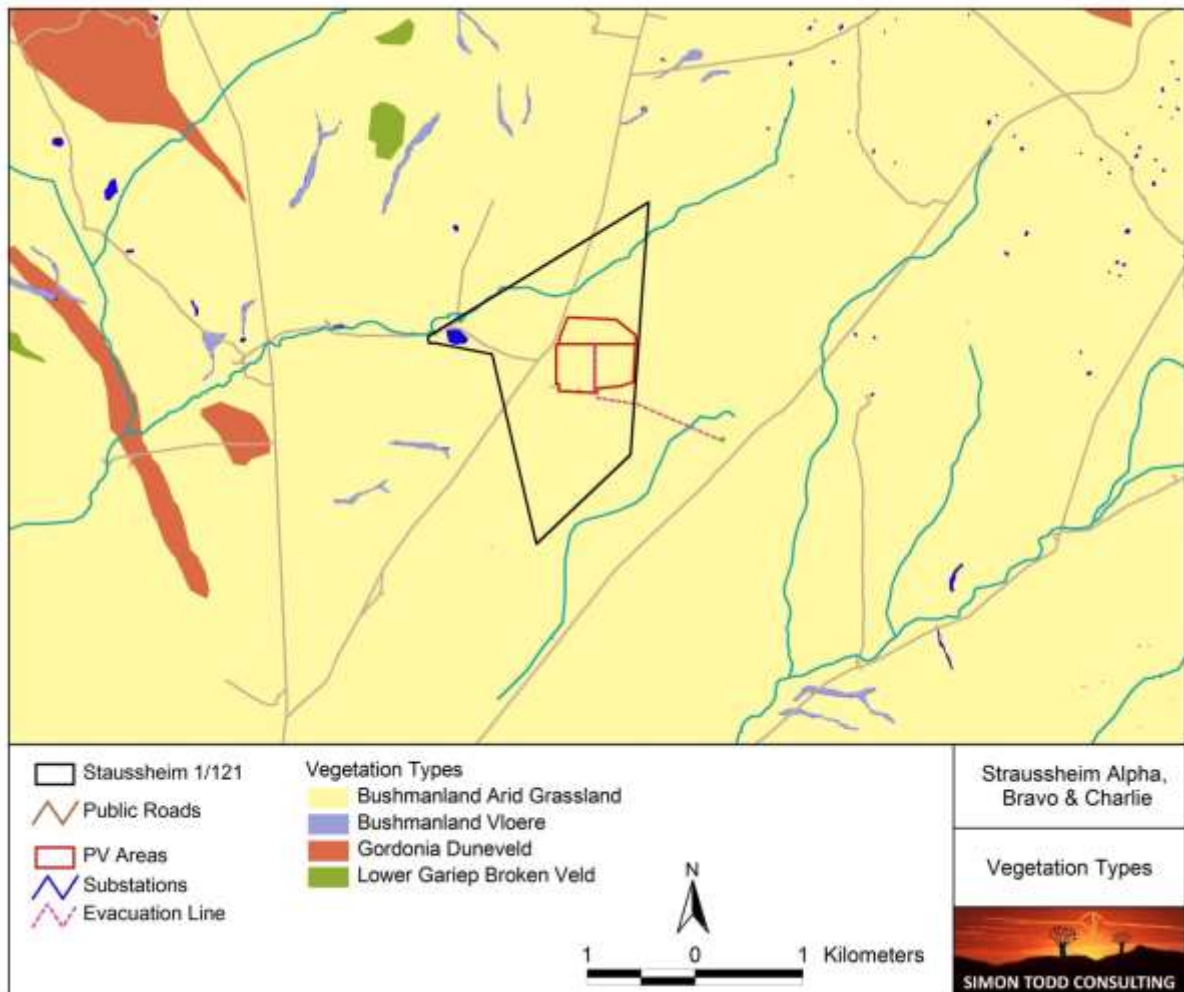 Staussheim 1/121
Public Roads
PV Areas
Substations
Evacuation Line
Vegetation Types
Bushmanland Arid Grassland
Bushmanland Vloere
Gordonia Duneveld
Lower Gariep Broken Veld
N
1 0 1 Kilometers
Straussheim Alpha,
Bravo & Charlie
Vegetation Types
SIMON TODD CONSULTING